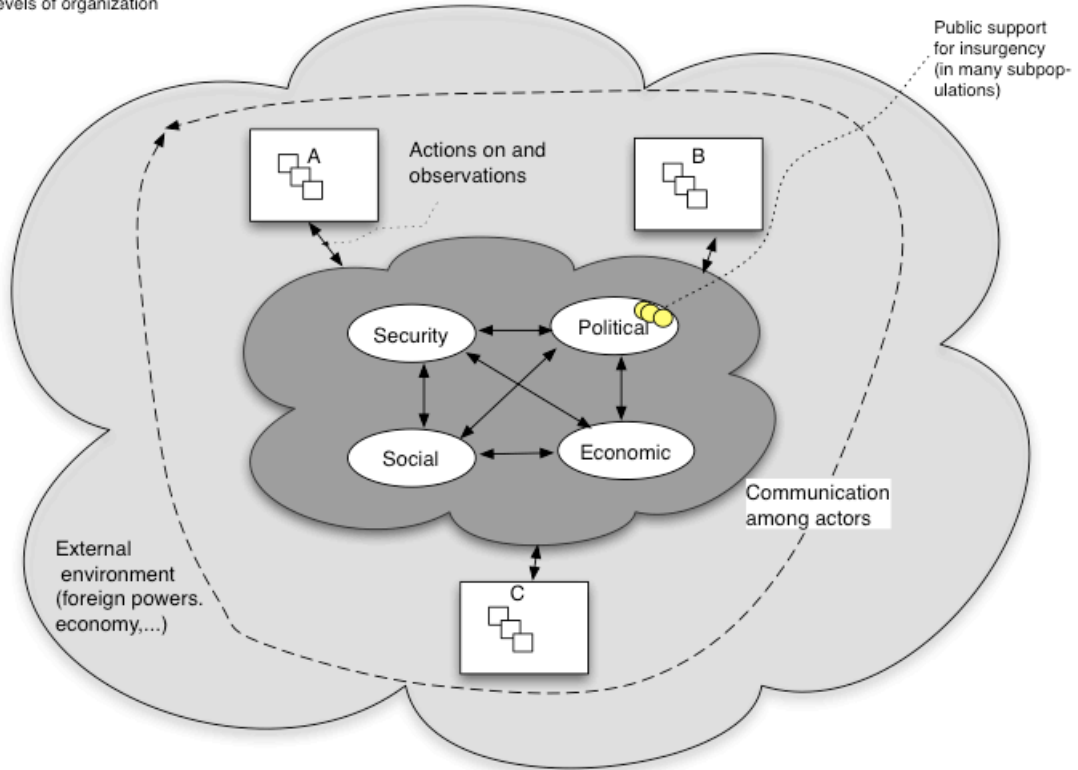 evels of organization
Public support
for insurgency
(in many subpop-
ulations)
A
Actions on and
observations
B
Security
Political
Social
Economic
Communication
among actors
External
environment
(foreign powers.
economy,...)
C